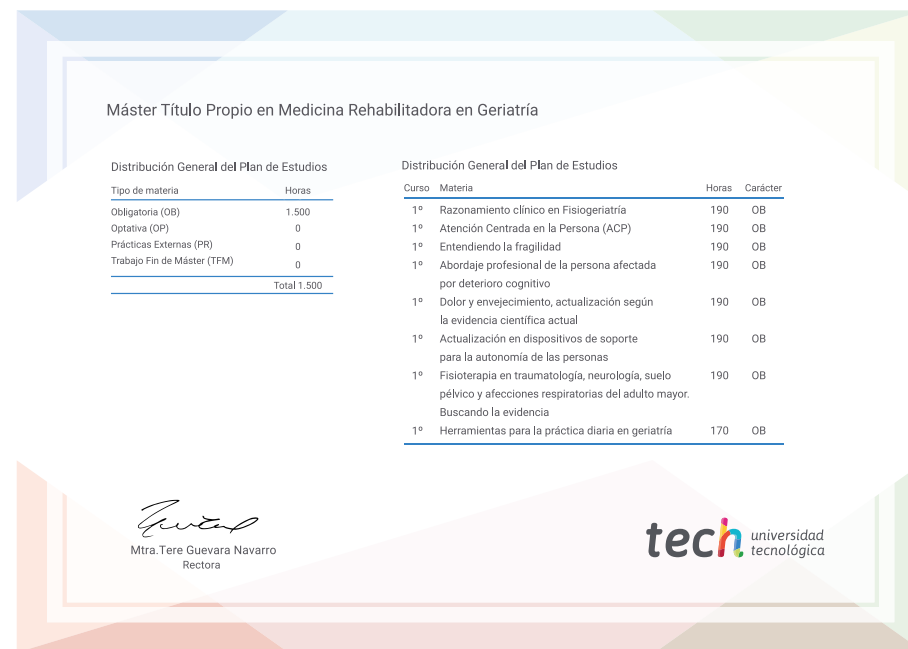 Máster Título Propio en Medicina Rehabilitadora en Geriatría
Distribución General del Plan de Estudios
Tipo de materia Horas
Obligatoria (OB) 1.500
Optativa (OP) 0
Prácticas Externas (PR) 0
Trabajo Fin de Máster (TFM) 0
Total 1.500
Distribución General del Plan de Estudios
Curso Materia Horas Carácter
1º Razonamiento clínico en Fisiogeriatría 190 OB
1º Atención Centrada en la Persona (ACP) 190 OB
1º Entendiendo la fragilidad 190 OB
1º Abordaje profesional de la persona afectada 190 OB
por deterioro cognitivo
1º Dolor y envejecimiento, actualización según 190 OB
la evidencia científica actual
1º Actualización en dispositivos de soporte 190 OB
para la autonomía de las personas
1º Fisioterapia en traumatología, neurología, suelo 190 OB
pélvico y afecciones respiratorias del adulto mayor.
Buscando la evidencia
1º Herramientas para la práctica diaria en geriatría 170 OB
Mtra.Tere Guevara Navarro
Rectora
tech universidad
tecnológica